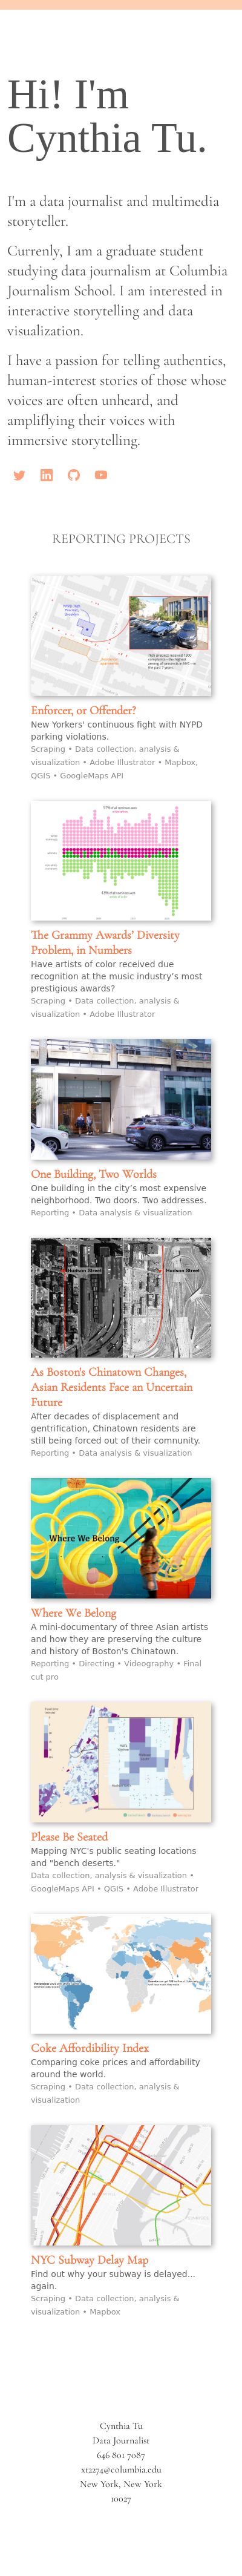 Hi! I'm
Cynthia Tu.
I'm a data journalist and multimedia
storyteller.
Currenly, I am a graduate student
studying data journalism at Columbia
Journalism School. I am interested in
interactive storytelling and data
visualization.
I have a passion for telling authentics,
human-interest stories of those whose
voices are often unheard, and
ampliflying their voices with
immersive storytelling.
REPORTING PROJECTS
Enforcer, or Offender?
New Yorkers' continuous fight with NYPD
parking violations.
Scraping • Data collection, analysis &
visualization • Adobe Illustrator • Mapbox,
QGIS • GoogleMaps API
The Grammy Awards' Diversity
Problem, in Numbers
Have artists of color received due
recognition at the music industry's most
prestigious awards?
Scraping • Data collection, analysis &
visualization • Adobe Illustrator
One Building, Two Worlds
One building in the city's most expensive
neighborhood. Two doors. Two addresses.
Reporting • Data analysis & visualization
Hudson Street
Hudson Street
As Boston's Chinatown Changes,
Asian Residents Face an Uncertain
Future
After decades of displacement and
gentrification, Chinatown residents are
still being forced out of their comnunity.
Reporting • Data analysis & visualization
Where We Belong
Where We Belong
A mini-documentary of three Asian artists
and how they are preserving the culture
and history of Boston's Chinatown.
Reporting • Directing • Videography • Final
cut pro
Please Be Seated
Mapping NYC's public seating locations
and "bench deserts."
Data collection, analysis & visualization •
GoogleMaps API • QGIS • Adobe Illustrator
Coke Affordibility Index
Comparing coke prices and affordability
around the world.
Scraping • Data collection, analysis &
visualization
NYC Subway Delay Map
Find out why your subway is delayed...
again.
Scraping • Data collection, analysis &
visualization • Mapbox
Cynthia Tu
Data Journalist
646 801 7087
xt2274@columbia.edu
New York, New York
10027